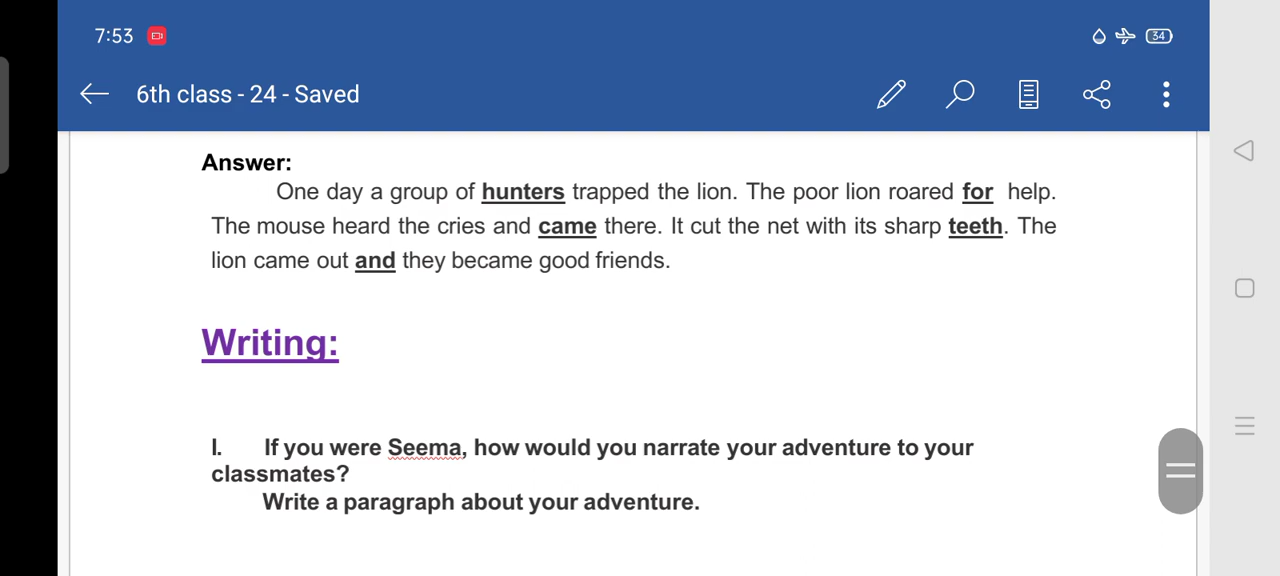 7:53
34
6th class - 24 - Saved
Answer:
One day a group of hunters trapped the lion. The poor lion roared for help.
The mouse heard the cries and came there. It cut the net with its sharp teeth. The
lion came out and they became good friends.
Writing:
I. If you were Seema, how would you narrate your adventure to your
classmates?
Write a paragraph about your adventure.